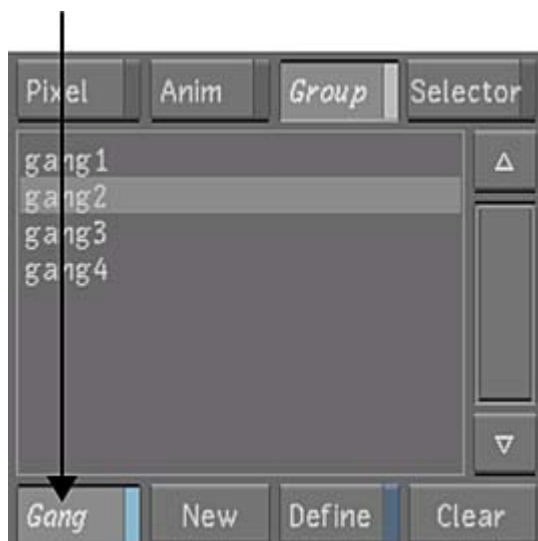 Pixel Anim Group Selector
gang1
gang2
gang3
gang4
Gang New Define Clear